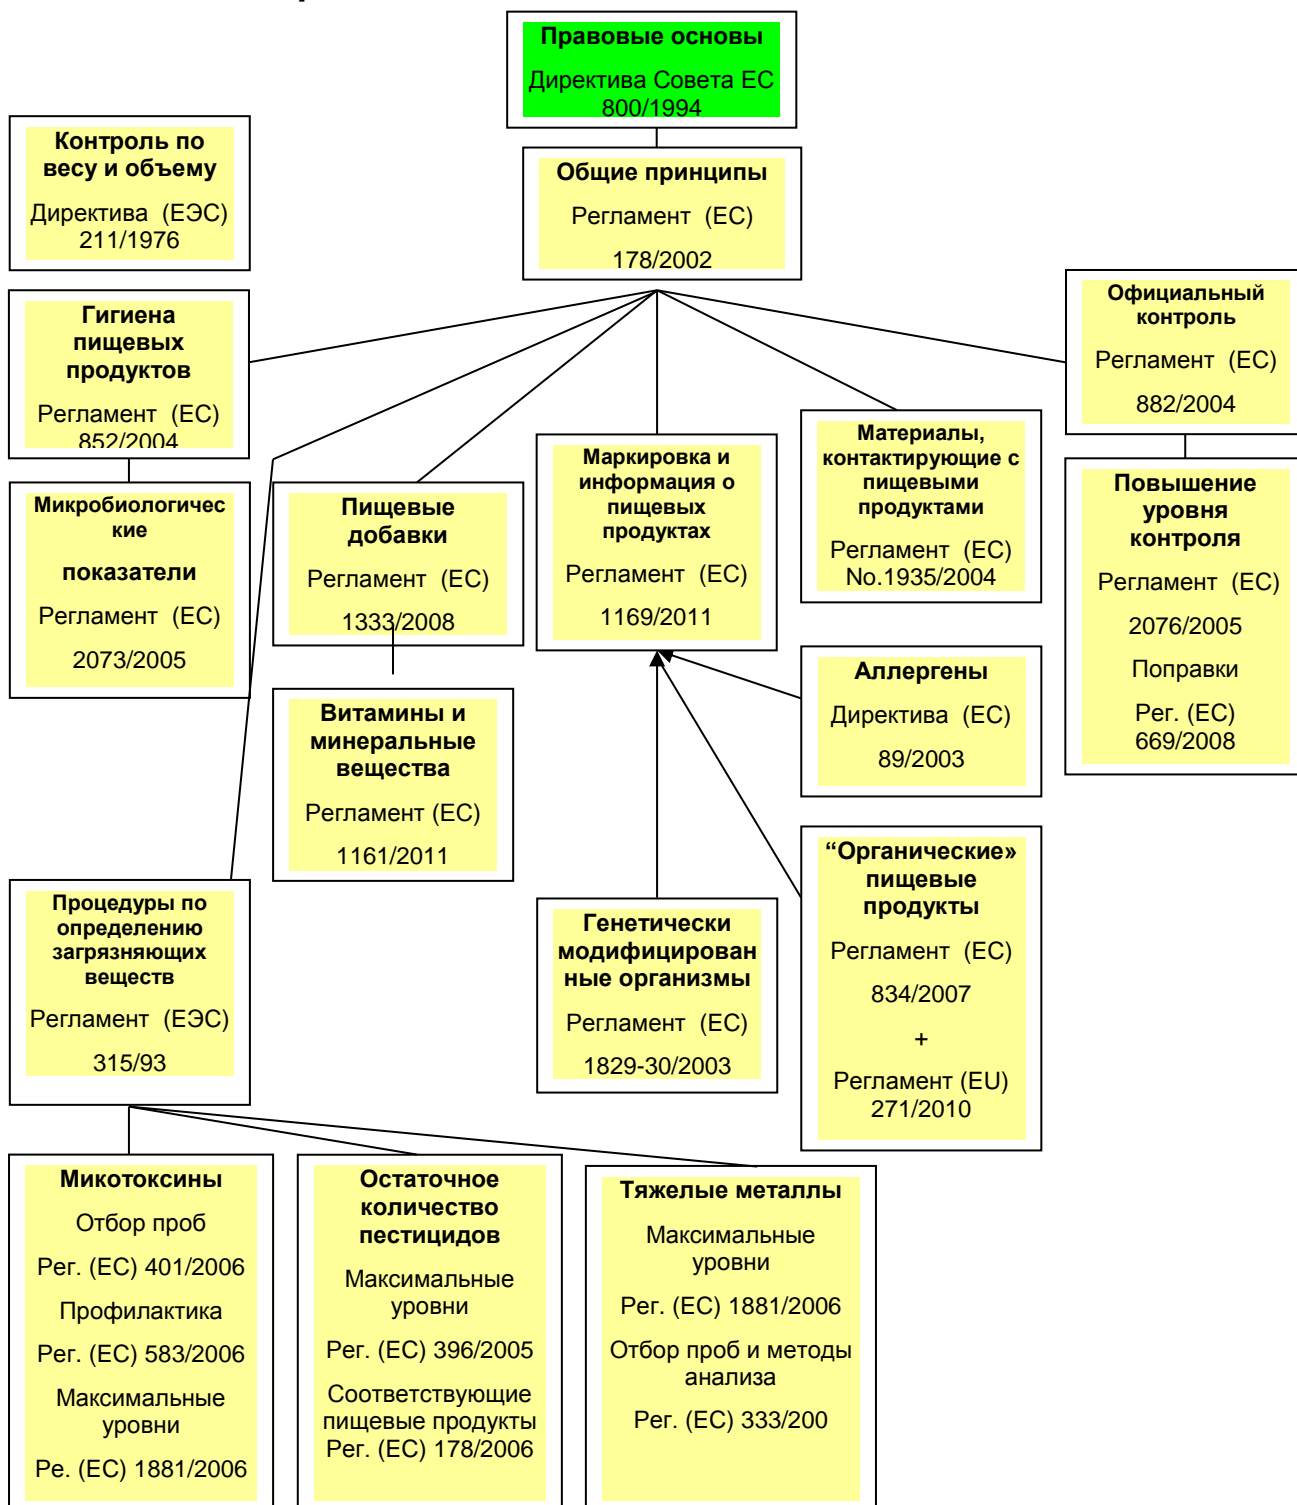 Правовые основы
Директива Совета ЕС
800/1994
Контроль по
весу и объему
Директива (ЕЭС)
211/1976
Общие принципы
Регламент (ЕС)
178/2002
Гигиена
пищевых
продуктов
Регламент (ЕС)
852/2004
Официальный
контроль
Регламент (ЕС)
882/2004
Микробиологичес
кие
показатели
Регламент (ЕС)
2073/2005
Пищевые
добавки
Регламент (ЕС)
1333/2008
Маркировка и
информация о
пищевых
продуктах
Регламент (ЕС)
1169/2011
Материалы,
контактирующие с
пищевыми
продуктами
Регламент (ЕС)
No.1935/2004
Повышение
уровня
контроля
Регламент (ЕС)
2076/2005
Поправки
Рег. (ЕС)
669/2008
Витамины и
минеральные
вещества
Регламент (ЕС)
1161/2011
Аллергены
Директива (ЕС)
89/2003
Процедуры по
определению
загрязняющих
веществ
Регламент (ЕЭС)
315/93
Генетически
модифицирован
ные организмы
Регламент (ЕС)
1829-30/2003
“Органические»
пищевые
продукты
Регламент (ЕС)
834/2007
+
Регламент (EU)
271/2010
Микотоксины
Отбор проб
Рег. (ЕС) 401/2006
Профилактика
Рег. (ЕС) 583/2006
Максимальные
уровни
Ре. (ЕС) 1881/2006
Остаточное
количество
пестицидов
Максимальные
уровни
Рег. (ЕС) 396/2005
Соответствующие
пищевые продукты
Рег. (ЕС) 178/2006
Тяжелые металлы
Максимальные
уровни
Рег. (ЕС) 1881/2006
Отбор проб и методы
анализа
Рег. (ЕС) 333/200